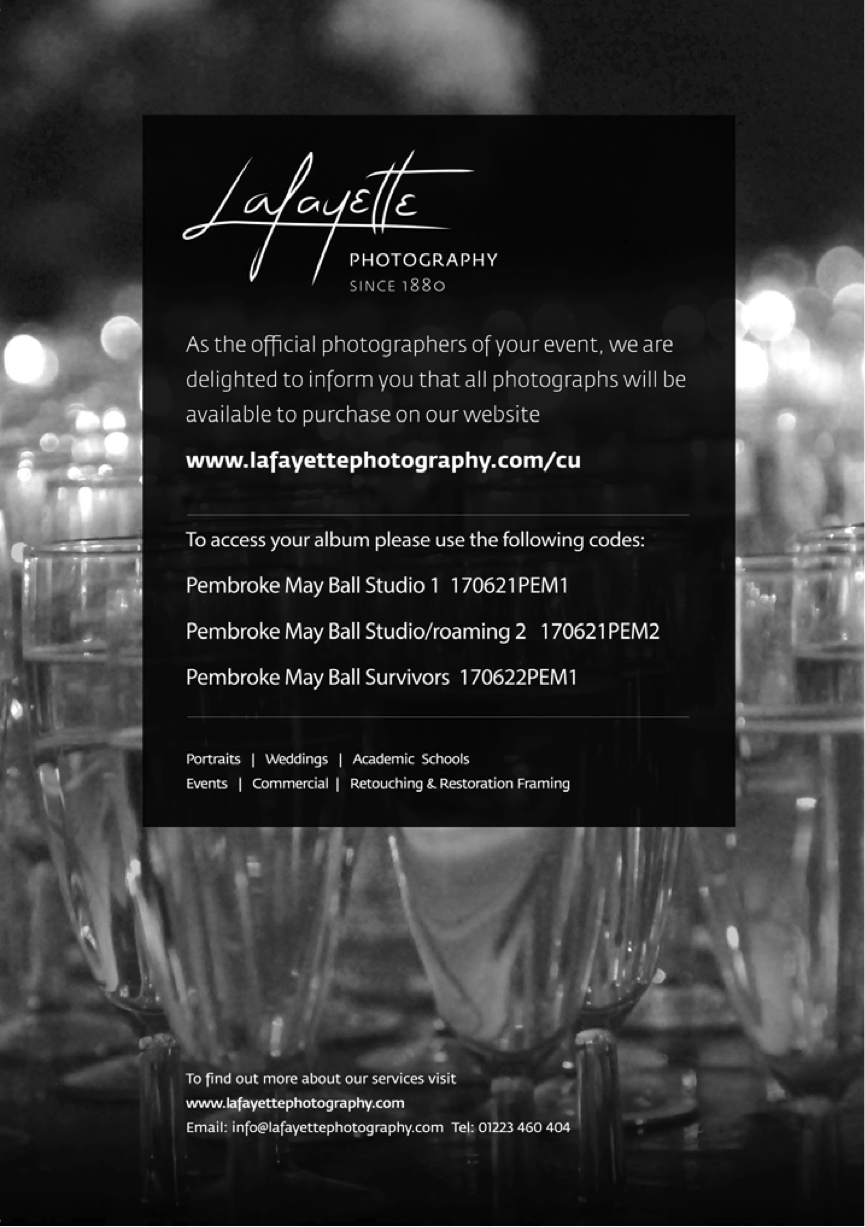 Lafayette
PHOTOGRAPHY
SINCE 1880
As the official photographers of your event, we are
delighted to inform you that all photographs will be
available to purchase on our website
www.lafayettephotography.com/cu
To access your album please use the following codes:
Pembroke May Ball Studio 1 170621PEM1
Pembroke May Ball Studio/roaming 2 170621PEM2
Pembroke May Ball Survivors 170622PEM1
Portraits | Weddings | Academic Schools
Events | Commercial | Retouching & Restoration Framing
To find out more about our services visit
www.lafayettephotography.com
Email: info@lafayettephotography.com Tel: 01223 460 404